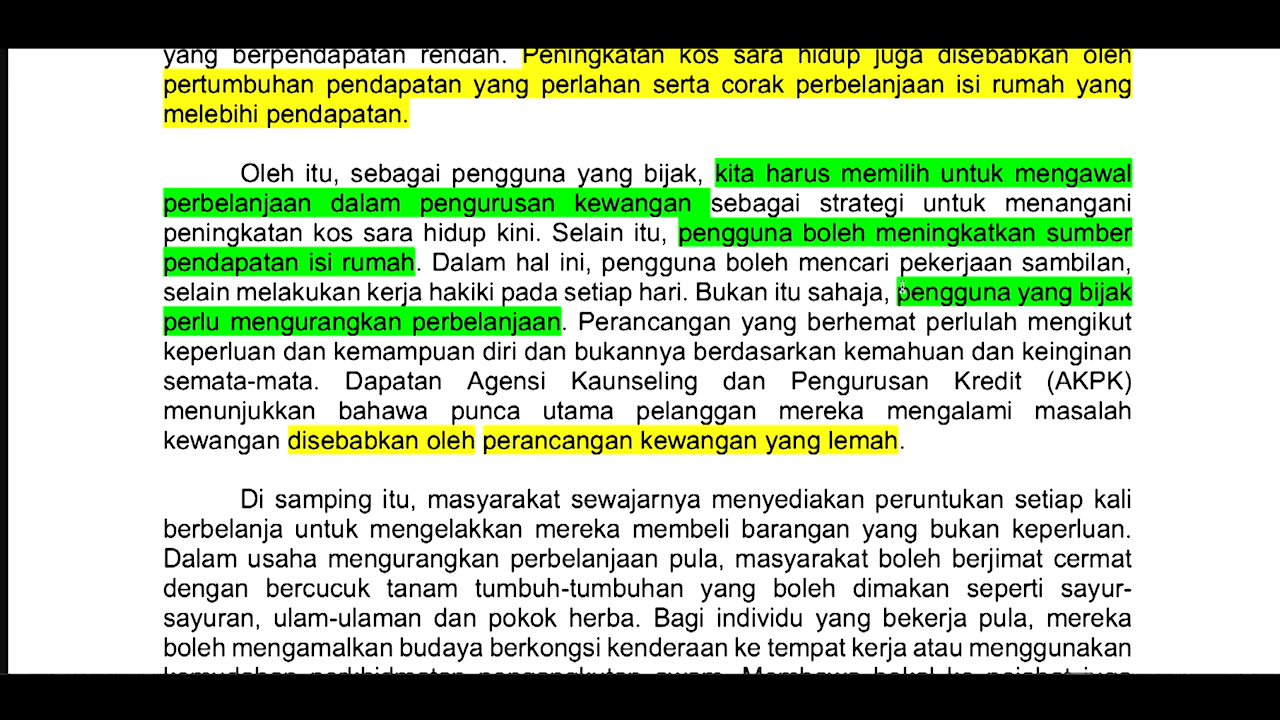 yang berpendapatan rendah. Peningkatan kos sara hidup juga disebabkan oleh
pertumbuhan pendapatan yang perlahan serta corak perbelanjaan isi rumah yang
melebihi pendapatan.
Oleh itu, sebagai pengguna yang bijak, kita harus memilih untuk mengawal
perbelanjaan dalam pengurusan kewangan sebagai strategi untuk menangani
peningkatan kos sara hidup kini. Selain itu, pengguna boleh meningkatkan sumber
pendapatan isi rumah. Dalam hal ini, pengguna boleh mencari pekerjaan sambilan,
selain melakukan kerja hakiki pada setiap hari. Bukan itu sahaja, pengguna yang bijak
perlu mengurangkan perbelanjaan. Perancangan yang berhemat perlulah mengikut
keperluan dan kemampuan diri dan bukannya berdasarkan kemahuan dan keinginan
semata-mata. Dapatan Agensi Kaunseling dan Pengurusan Kredit (AKPK)
menunjukkan bahawa punca utama pelanggan mereka mengalami masalah
kewangan disebabkan oleh perancangan kewangan yang lemah.
Di samping itu, masyarakat sewajarnya menyediakan peruntukan setiap kali
berbelanja untuk mengelakkan mereka membeli barangan yang bukan keperluan.
Dalam usaha mengurangkan perbelanjaan pula, masyarakat boleh berjimat cermat
dengan bercucuk tanam tumbuh-tumbuhan yang boleh dimakan seperti sayur-
sayuran, ulam-ulaman dan pokok herba. Bagi individu yang bekerja pula, mereka
boleh mengamalkan budaya berkongsi kenderaan ke tempat kerja atau menggunakan